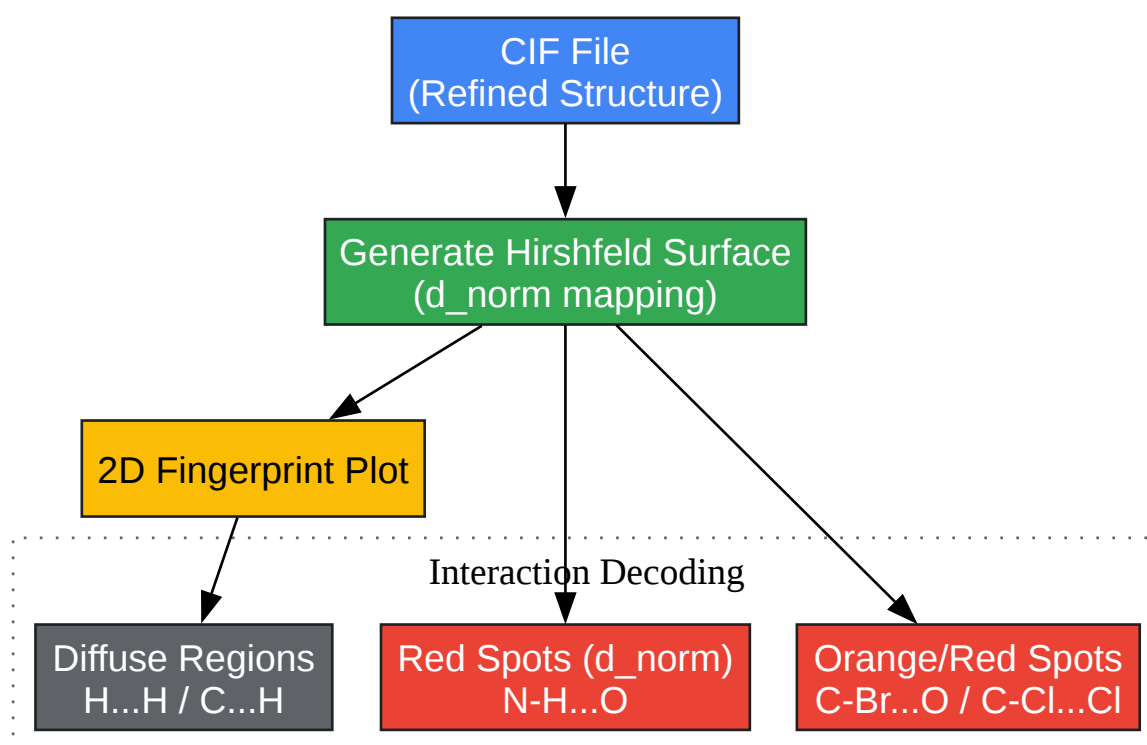 CIF File
(Refined Structure)
Generate Hirshfeld Surface
(d_norm mapping)
2D Fingerprint Plot
Interaction Decoding
Diffuse Regions
H...H / C...H
Red Spots (d_norm)
N-H...O
Orange/Red Spots
C-Br...O / C-Cl...Cl